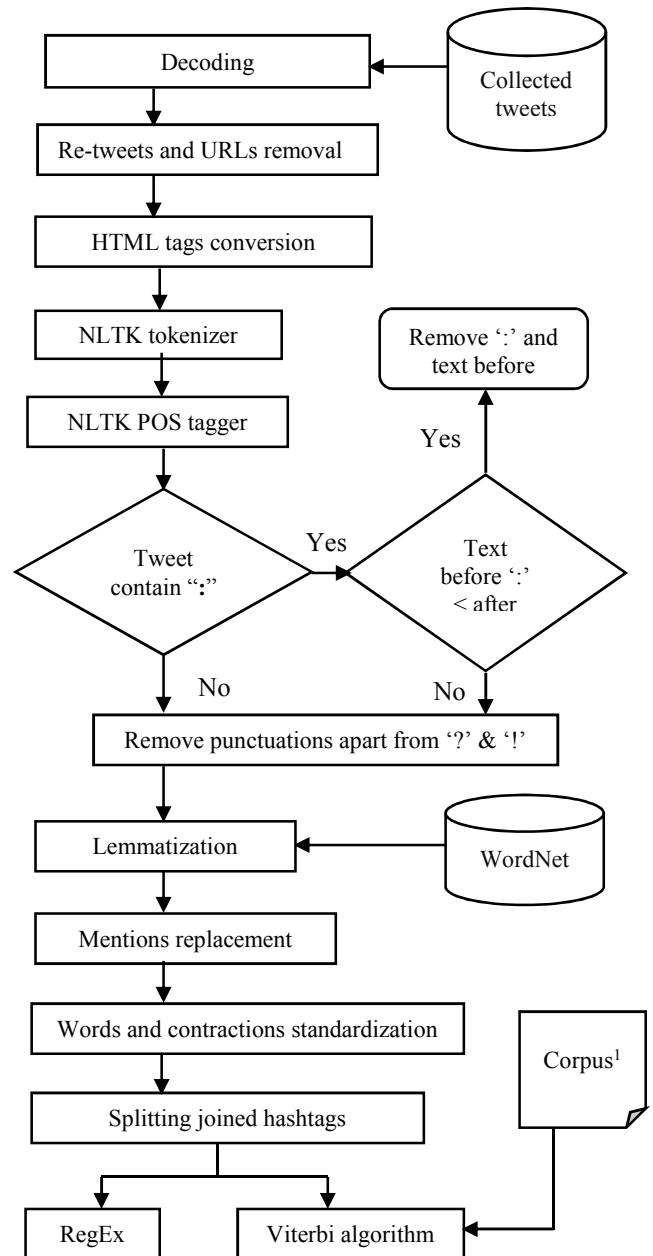 Decoding
Collected
tweets
Re-tweets and URLs removal
HTML tags conversion
NLTK tokenizer
Remove ‘:’ and
text before
NLTK POS tagger
Yes
Tweet
contain “:”
Yes
Text
before ‘:’
< after
No
No
Remove punctuations apart from ‘?’ & ‘!’
Lemmatization
WordNet
Mentions replacement
Words and contractions standardization
Corpus¹
Splitting joined hashtags
RegEx
Viterbi algorithm